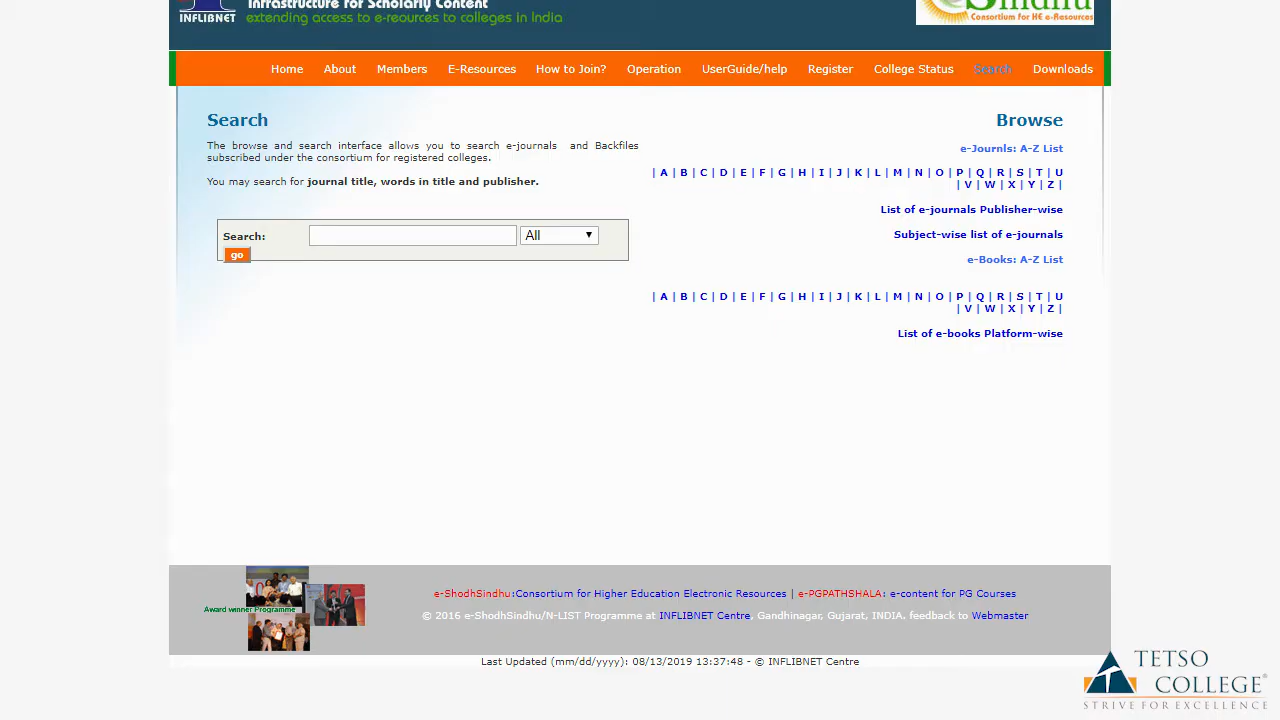 Infrastructure for Scholarly Content
INFLIBNET
extending access to e-reources to colleges in India
Sindhu
Consortium for HE e-Resources
Home About Members E-Resources How to Join? Operation UserGuide/help Register College Status Search Downloads
Search
The browse and search interface allows you to search e-journals and Backfiles
subscribed under the consortium for registered colleges.
You may search for journal title, words in title and publisher.
Search: All
go
Browse
e-Journls: A-Z List
| A | B | C | D | E | F | G | H | I | J | K | L | M | N | O | P | Q | R | S | T | U
| V | W | X | Y | Z |
List of e-journals Publisher-wise
Subject-wise list of e-journals
e-Books: A-Z List
| A | B | C | D | E | F | G | H | I | J | K | L | M | N | O | P | Q | R | S | T | U
| V | W | X | Y | Z |
List of e-books Platform-wise
Award winner Programme
e-ShodhSindhu:Consortium for Higher Education Electronic Resources | e-PGPATHSHALA: e-content for PG Courses
© 2016 e-ShodhSindhu/N-LIST Programme at INFLIBNET Centre, Gandhinagar, Gujarat, INDIA. feedback to Webmaster
Last Updated (mm/dd/yyyy): 08/13/2019 13:37:48 - © INFLIBNET Centre
TETSO
COLLEGE®
STRIVE FOR EXCELLENCE